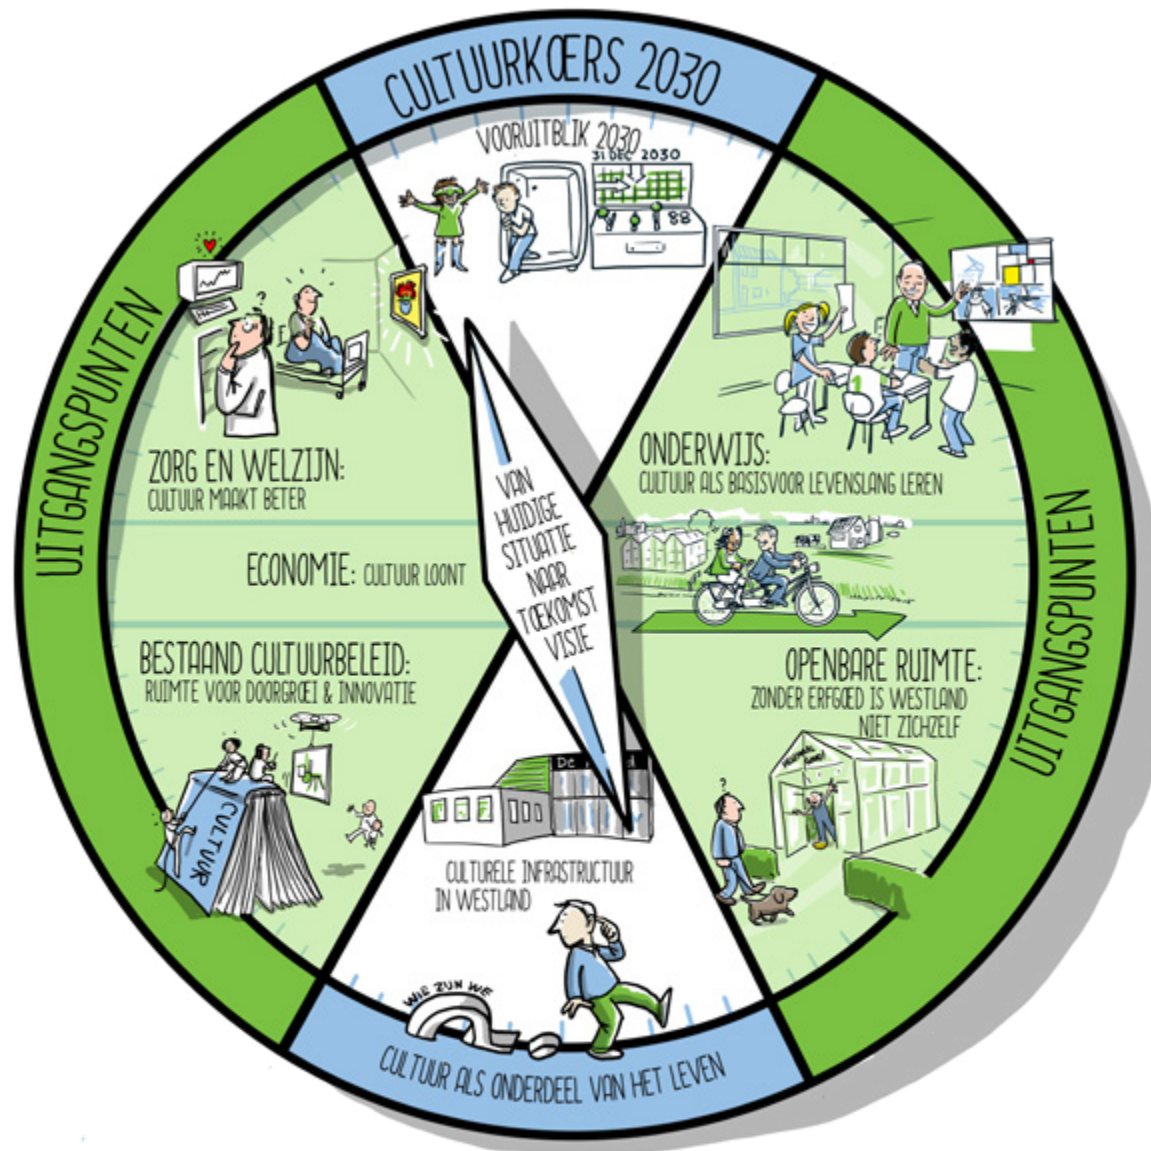 CULTUURKOERS 2030
VOORUITBLIK 2030
31 DEC 2030
88
UITGANGSPUNTEN
ZORG EN WELZIJN:
CULTUUR MAAKT BETER
ONDERWIJS:
CULTUUR ALS BASISVOOR LEVENSLANG LEREN
1
VAN
HUIDIGE
SITUATIE
NAAR
TOEKOMST
VISIE
ECONOMIE: CULTUUR LOONT
UITGANGSPUNTEN
BESTAAND CULTUURBELEID:
RUIMTE VOOR DOORGROEI & INNOVATIE
CULTUUR
OPENBARE RUIMTE:
ZONDER ERFGOED IS WESTLAND
NIET ZICHZELF
De
CULTURELE INFRASTRUCTUUR
IN WESTLAND
WIE ZIJN WE
CULTUUR ALS ONDERDEEL VAN HET LEVEN